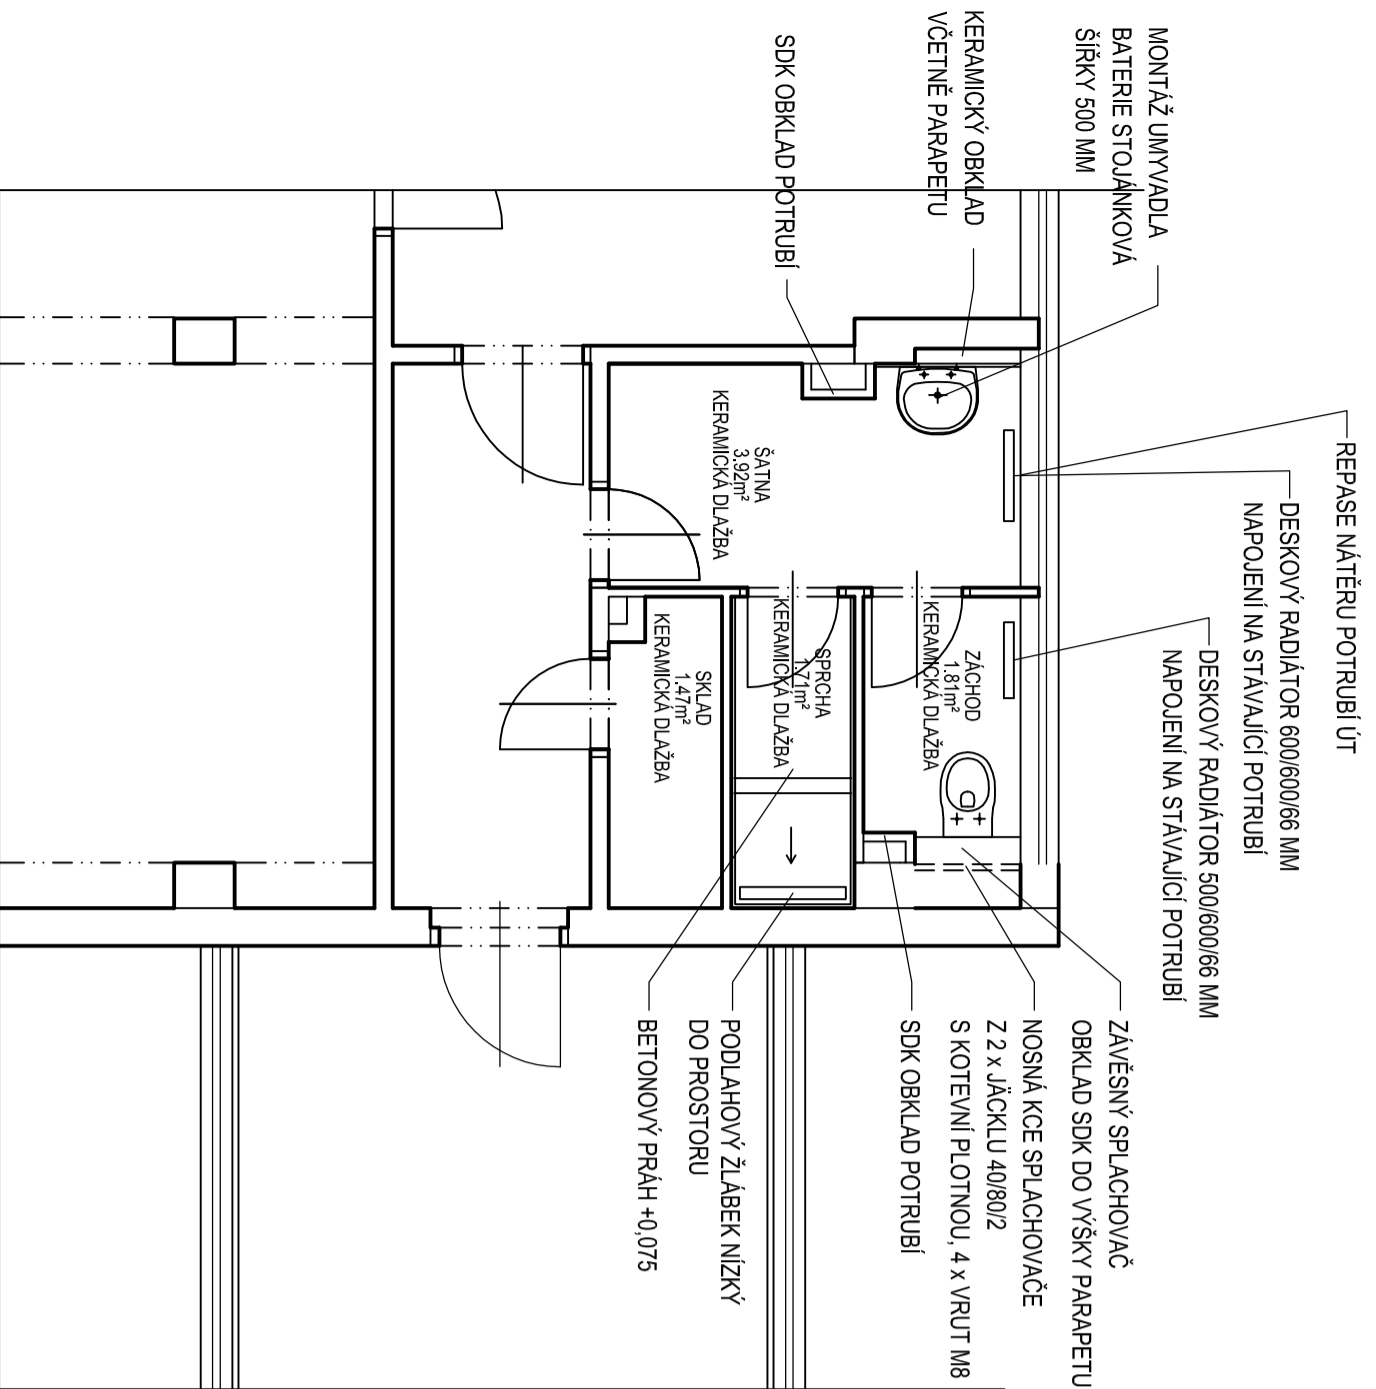 MONTÁŽ UMYVADLA
BATERIE STOJÁNKOVÁ
ŠÍŘKY 500 MM
KERAMICKÝ OBKLAD
VČETNĚ PARAPETU
SDK OBKLAD POTRUBÍ
REPASE NÁTĚRU POTRUBÍ ÚT
DESKOVÝ RADIÁTOR 600/600/66 MM
NAPOJENÍ NA STÁVAJÍCÍ POTRUBÍ
DESKOVÝ RADIÁTOR 500/600/66 MM
NAPOJENÍ NA STÁVAJÍCÍ POTRUBÍ
ŠATNA
3.92m²
KERAMICKÁ DLAŽBA
ZÁCHOD
1.81m²
KERAMICKÁ DLAŽBA
SPRCHA
1.71m²
KERAMICKÁ DLAŽBA
SKLAD
1.47m²
KERAMICKÁ DLAŽBA
ZÁVĚSNÝ SPLACHOVAČ
OBKLAD SDK DO VÝŠKY PARAPETU
NOSNÁ KCE SPLACHOVAČE
Z 2 x JÄCKLU 40/80/2
S KOTEVNÍ PLOTNOU, 4 x VRUT M8
SDK OBKLAD POTRUBÍ
PODLAHOVÝ ŽLÁBEK NÍZKÝ
DO PROSTORU
BETONOVÝ PRÁH +0,075